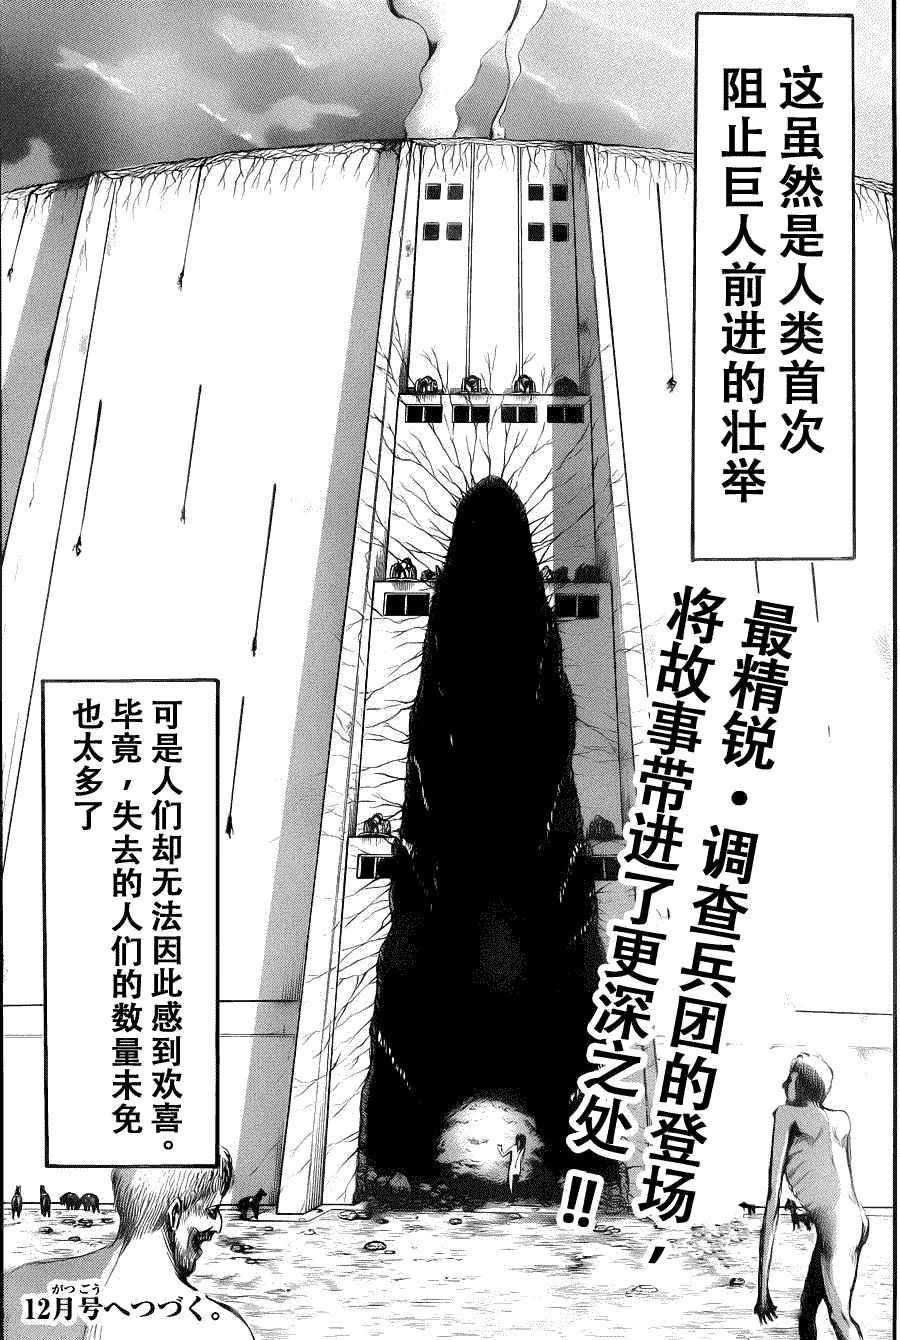 这虽然是人类首次
阻止巨人前进的壮举
最精锐·调查兵团的登场，
将故事带进了更深之处!!
可是人们却无法因此感到欢喜。
毕竟，失去的人们的数量未免
也太多了
がつごう
12月号へつづく。